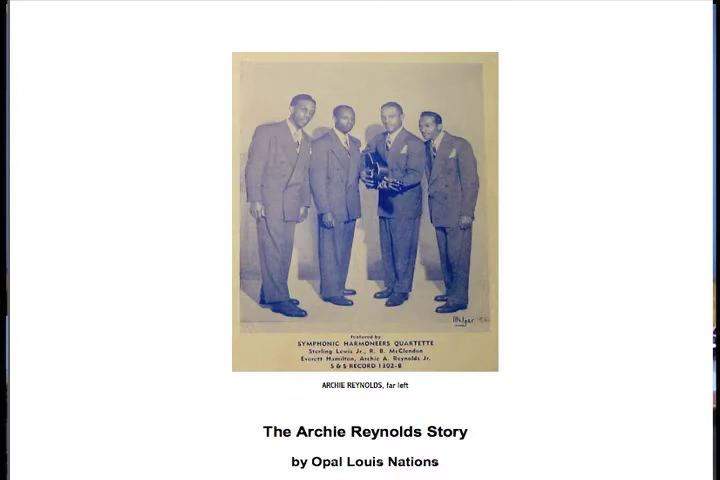 featured by
SYMPHONIC HARMONEERS QUARTETTE
Sterling Lewis Jr., R. B. McClendon
Everett Hamilton, Archie A. Reynolds Jr.
S & S RECORD 1302-B
ARCHIE REYNOLDS, far left
The Archie Reynolds Story
by Opal Louis Nations